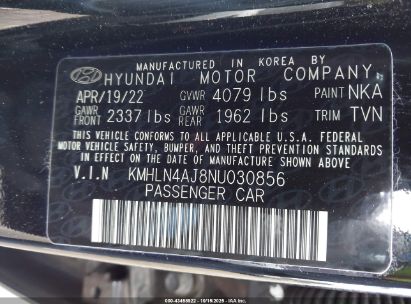 MANUFACTURED IN KOREA BY
HYUNDAI MOTOR COMPANY
APR/19/22 GVWR 4079 lbs PAINT NKA
GAWR FRONT 2337 lbs GAWR REAR 1962 lbs TRIM TVN
THIS VEHICLE CONFORMS TO ALL APPLICABLE U.S.A. FEDERAL
MOTOR VEHICLE SAFETY, BUMPER, AND THEFT PREVENTION STANDARDS
IN EFFECT ON THE DATE OF MANUFACTURE SHOWN ABOVE.
V.I.N KMHLN4AJ8NU030856
PASSENGER CAR